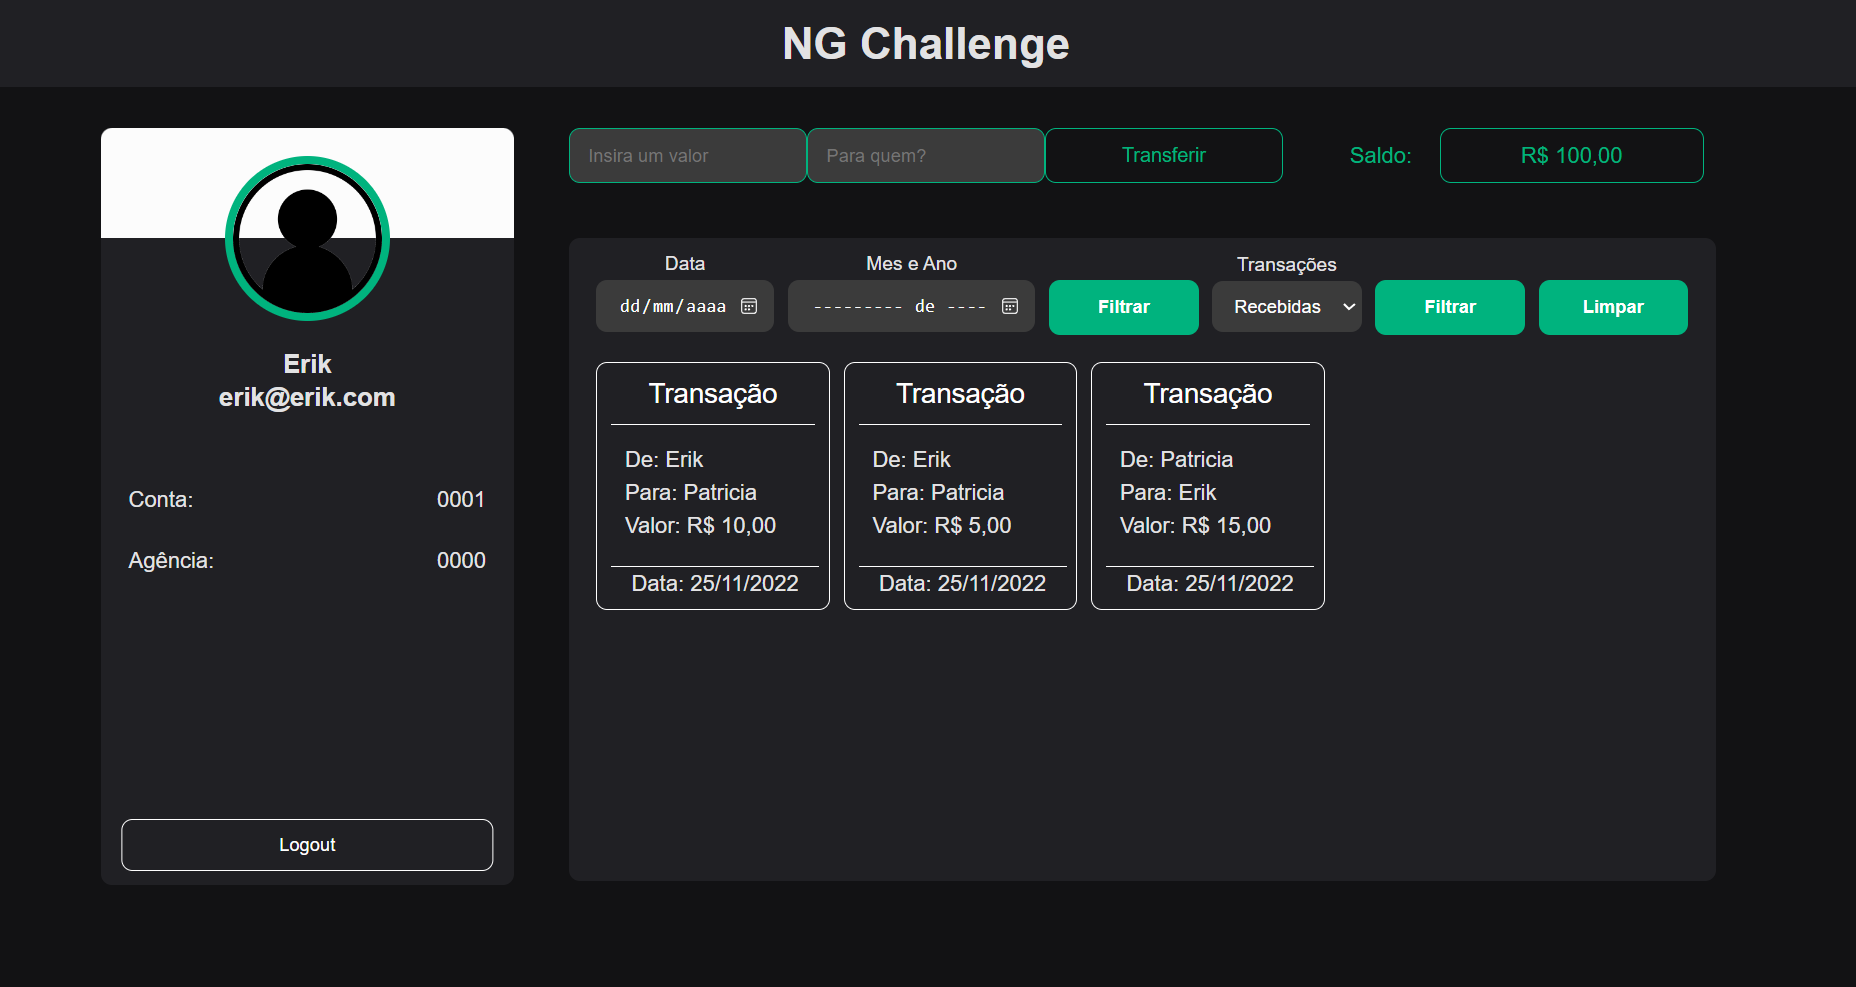 NG Challenge
Erik
erik@erik.com
Conta: 0001
Agência: 0000
Logout
Insira um valor
Para quem?
Transferir
Saldo:
R$ 100,00
Data
Mes e Ano
Transações
dd/mm/aaaa
--------- de ----
Filtrar
Recebidas
Filtrar
Limpar
Transação
De: Erik
Para: Patricia
Valor: R$ 10,00
Data: 25/11/2022
Transação
De: Erik
Para: Patricia
Valor: R$ 5,00
Data: 25/11/2022
Transação
De: Patricia
Para: Erik
Valor: R$ 15,00
Data: 25/11/2022